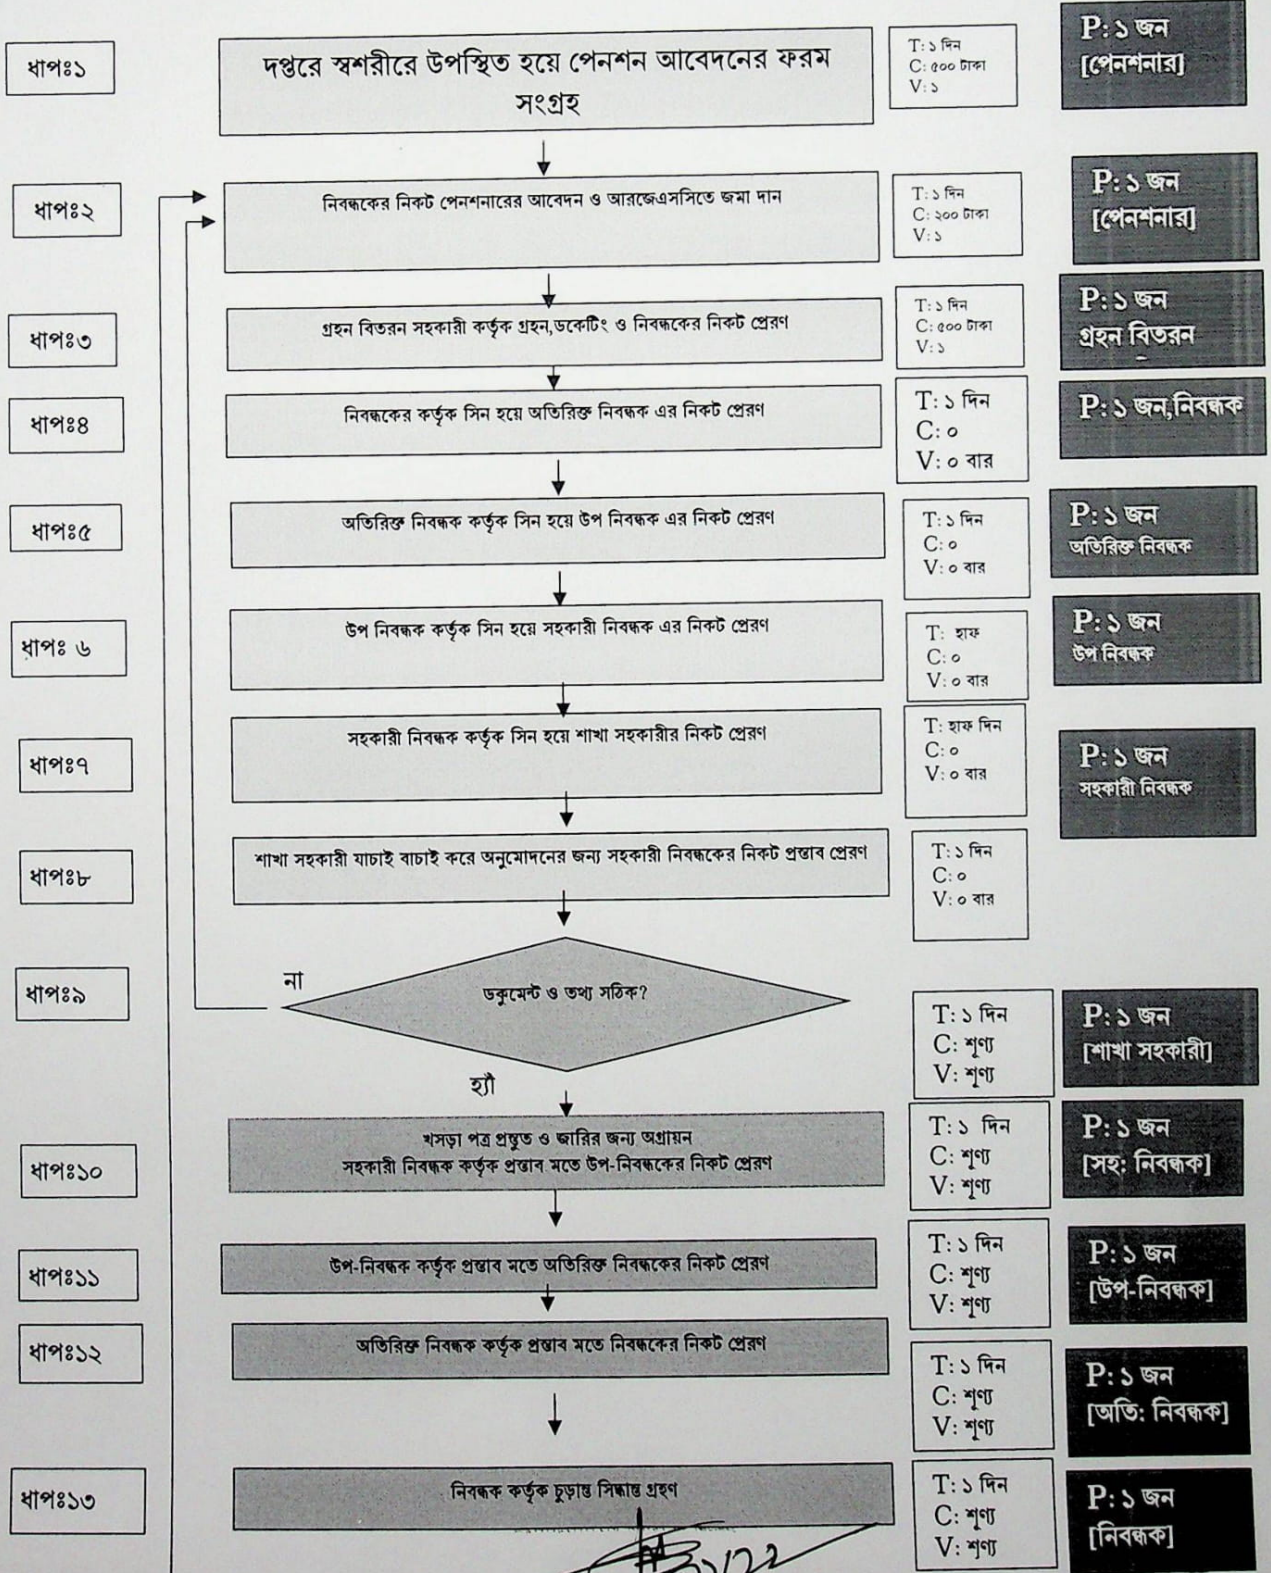 ধাপঃ১
দপ্তরে স্বশরীরে উপস্থিত হয়ে পেনশন আবেদনের ফরম
সংগ্রহ
T: ১ দিন
C: ৫০০ টাকা
V: ১
P: ১ জন
[পেনশনার]
ধাপঃ২
নিবন্ধকের নিকট পেনশনারের আবেদন ও আরজেএসসিতে জমা দান
T: ১ দিন
C: ২০০ টাকা
V: ১
P: ১ জন
[পেনশনার]
ধাপঃ৩
গ্রহন বিতরন সহকারী কর্তৃক গ্রহন,ডকেটিং ও নিবন্ধকের নিকট প্রেরণ
T: ১ দিন
C: ৫০০ টাকা
V: ১
P: ১ জন
গ্রহন বিতরন
ধাপঃ৪
নিবন্ধকের কর্তৃক সিন হয়ে অতিরিক্ত নিবন্ধক এর নিকট প্রেরণ
T: ১ দিন
C: ০
V: ০ বার
P: ১ জন,নিবন্ধক
ধাপঃ৫
অতিরিক্ত নিবন্ধক কর্তৃক সিন হয়ে উপ নিবন্ধক এর নিকট প্রেরণ
T: ১ দিন
C: ০
V: ০ বার
P: ১ জন
অতিরিক্ত নিবন্ধক
ধাপঃ ৬
উপ নিবন্ধক কর্তৃক সিন হয়ে সহকারী নিবন্ধক এর নিকট প্রেরণ
T: হাফ
C: ০
V: ০ বার
P: ১ জন
উপ নিবন্ধক
ধাপঃ৭
সহকারী নিবন্ধক কর্তৃক সিন হয়ে শাখা সহকারীর নিকট প্রেরণ
T: হাফ দিন
C: ০
V: ০ বার
P: ১ জন
সহকারী নিবন্ধক
ধাপঃ৮
শাখা সহকারী যাচাই বাচাই করে অনুমোদনের জন্য সহকারী নিবন্ধকের নিকট প্রস্তাব প্রেরণ
T: ১ দিন
C: ০
V: ০ বার
ধাপঃ৯
না
ডকুমেন্ট ও তথ্য সঠিক?
হ্যাঁ
T: ১ দিন
C: শূণ্য
V: শূণ্য
P: ১ জন
[শাখা সহকারী]
ধাপঃ১০
খসড়া পত্র প্রস্তুত ও জারির জন্য অগ্রায়ন
সহকারী নিবন্ধক কর্তৃক প্রস্তাব মতে উপ-নিবন্ধকের নিকট প্রেরণ
T: ১ দিন
C: শূণ্য
V: শূণ্য
P: ১ জন
[সহ: নিবন্ধক]
ধাপঃ১১
উপ-নিবন্ধক কর্তৃক প্রস্তাব মতে অতিরিক্ত নিবন্ধকের নিকট প্রেরণ
T: ১ দিন
C: শূণ্য
V: শূণ্য
P: ১ জন
[উপ-নিবন্ধক]
ধাপঃ১২
অতিরিক্ত নিবন্ধক কর্তৃক প্রস্তাব মতে নিবন্ধকের নিকট প্রেরণ
T: ১ দিন
C: শূণ্য
V: শূণ্য
P: ১ জন
[অতি: নিবন্ধক]
ধাপঃ১৩
নিবন্ধক কর্তৃক চুড়ান্ত সিদ্ধান্ত গ্রহণ
T: ১ দিন
C: শূণ্য
V: শূণ্য
P: ১ জন
[নিবন্ধক]